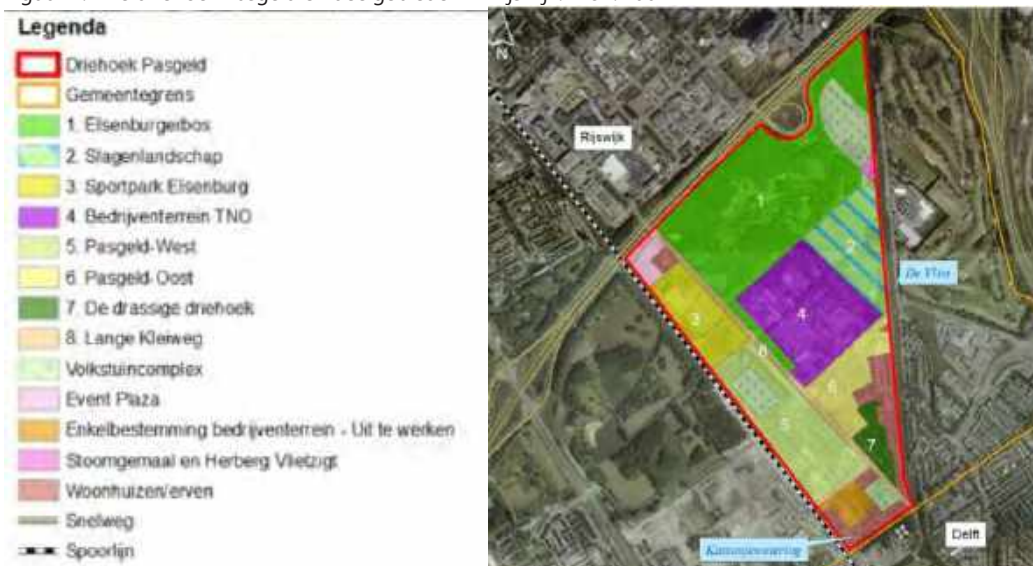 Legenda
Driehoek Pasgeld
Gemeentegrens
1. Elsenburgerbos
2. Slagenlandschap
3. Sportpark Elsenburg
4. Bedrijventerrein TNO
5. Pasgeld-West
6. Pasgeld-Oost
7. De drassige driehoek
8. Lange Kleiweg
Volkstuincomplex
Event Plaza
Enkelbestemming bedrijventerrein - Uit te werken
Stoomgemaal en Herberg Vlietzigt
Woonhuizen/erven
Snelweg
Spoorlijn
N
Rijswijk
1
2
De Vliet
3
4
8
6
5
7
Delft
Kastanjewetering